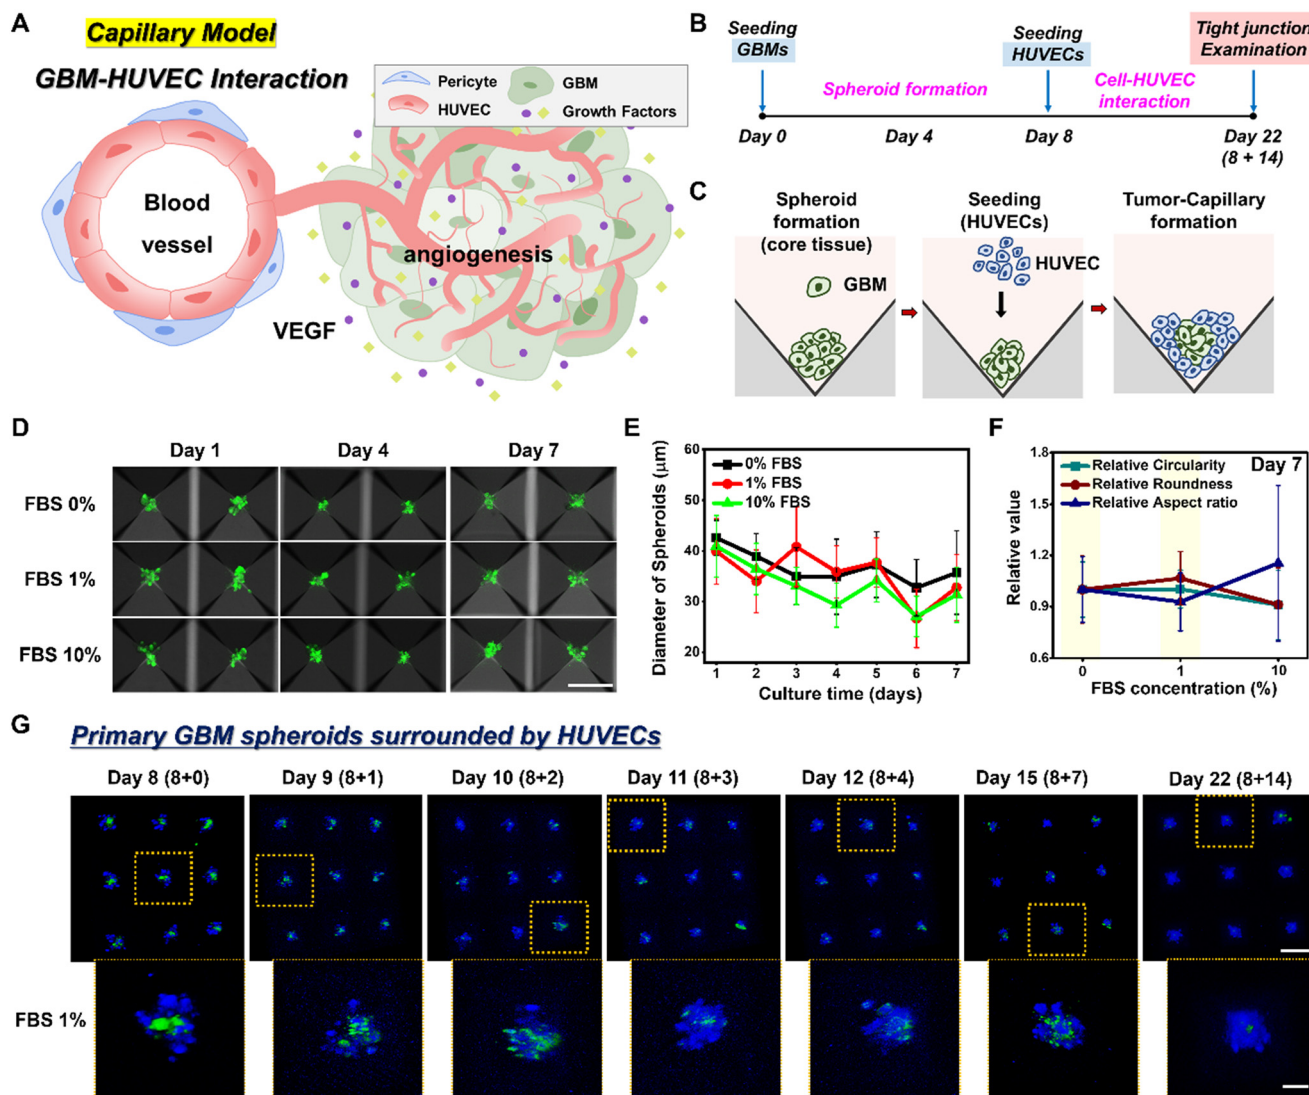 A
Capillary Model
GBM-HUVEC Interaction
Pericyte
GBM
HUVEC
Growth Factors
Blood
vessel
angiogenesis
VEGF
B
Seeding
GBMs
Seeding
HUVECs
Tight junction
Examination
Spheroid formation
Cell-HUVEC
interaction
Day 0
Day 4
Day 8
Day 22
(8 + 14)
C
Spheroid
formation
(core tissue)
Seeding
(HUVECs)
Tumor-Capillary
formation
GBM
HUVEC
D
Day 1
Day 4
Day 7
FBS 0%
FBS 1%
FBS 10%
E
60
50
40
30
20
Diameter of Spheroids (μm)
0% FBS
1% FBS
10% FBS
1 2 3 4 5 6 7
Culture time (days)
F
1.8
1.5
1.2
0.9
0.6
Relative value
Relative Circularity
Relative Roundness
Relative Aspect ratio
Day 7
0 1 10
FBS concentration (%)
G
Primary GBM spheroids surrounded by HUVECs
Day 8 (8+0)
Day 9 (8+1)
Day 10 (8+2)
Day 11 (8+3)
Day 12 (8+4)
Day 15 (8+7)
Day 22 (8+14)
FBS 1%